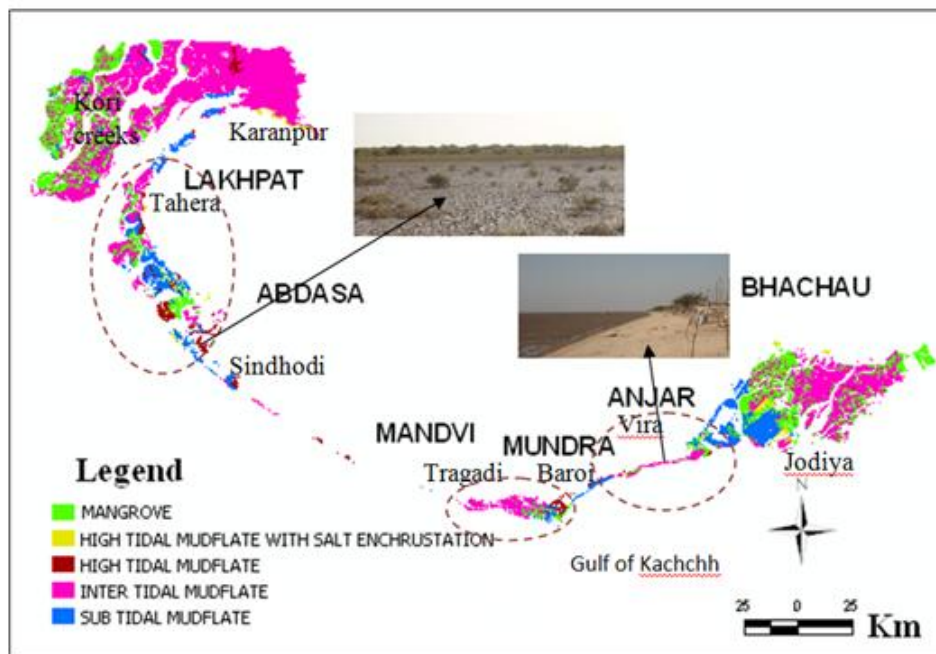 Kori
creeks
Karanpur
LAKHPAT
Tahera
ABDASA
BHACHAU
Sindhodi
ANJAR
Vira
MANDVI
MUNDRA
Tragadi
Baroi
Jodiya
N
Legend
MANGROVE
HIGH TIDAL MUDFLATE WITH SALT ENCHRUSTATION
HIGH TIDAL MUDFLATE
INTER TIDAL MUDFLATE
SUB TIDAL MUDFLATE
Gulf of Kachchh
25 0 25
Km